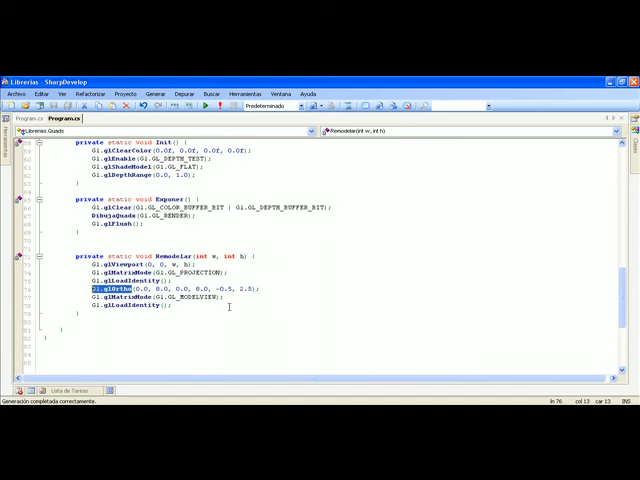 Librerias - SharpDevelop
Archivo Editar Ver Proyecto Generar Depurar Buscar Herramientas Ventana Ayuda
Predeterminado
Program.cs Program.cs
Librerias.Quads Remodelar(int w, int h)
private static void Init() {
Gl.glClearColor(0.0f, 0.0f, 0.0f, 0.0f);
Gl.glEnable(Gl.GL_DEPTH_TEST);
Gl.glShadeModel(Gl.GL_FLAT);
Gl.glDepthRange(0.0, 1.0);
}
private static void Exponer() {
Gl.glClear(Gl.GL_COLOR_BUFFER_BIT | Gl.GL_DEPTH_BUFFER_BIT);
DibujaQuads(Gl.GL_RENDER);
Gl.glFlush();
}
private static void Remodelar(int w, int h) {
Gl.glViewport(0, 0, w, h);
Gl.glMatrixMode(Gl.GL_PROJECTION);
Gl.glLoadIdentity();
Gl.glOrtho(0.0, 8.0, 0.0, 8.0, -0.5, 2.5);
Gl.glMatrixMode(Gl.GL_MODELVIEW);
Gl.glLoadIdentity();
}
}
}
Herramientas
Clases
Lista de Tareas
Generación completada correctamente. ln 76 col 13 car 13 INS